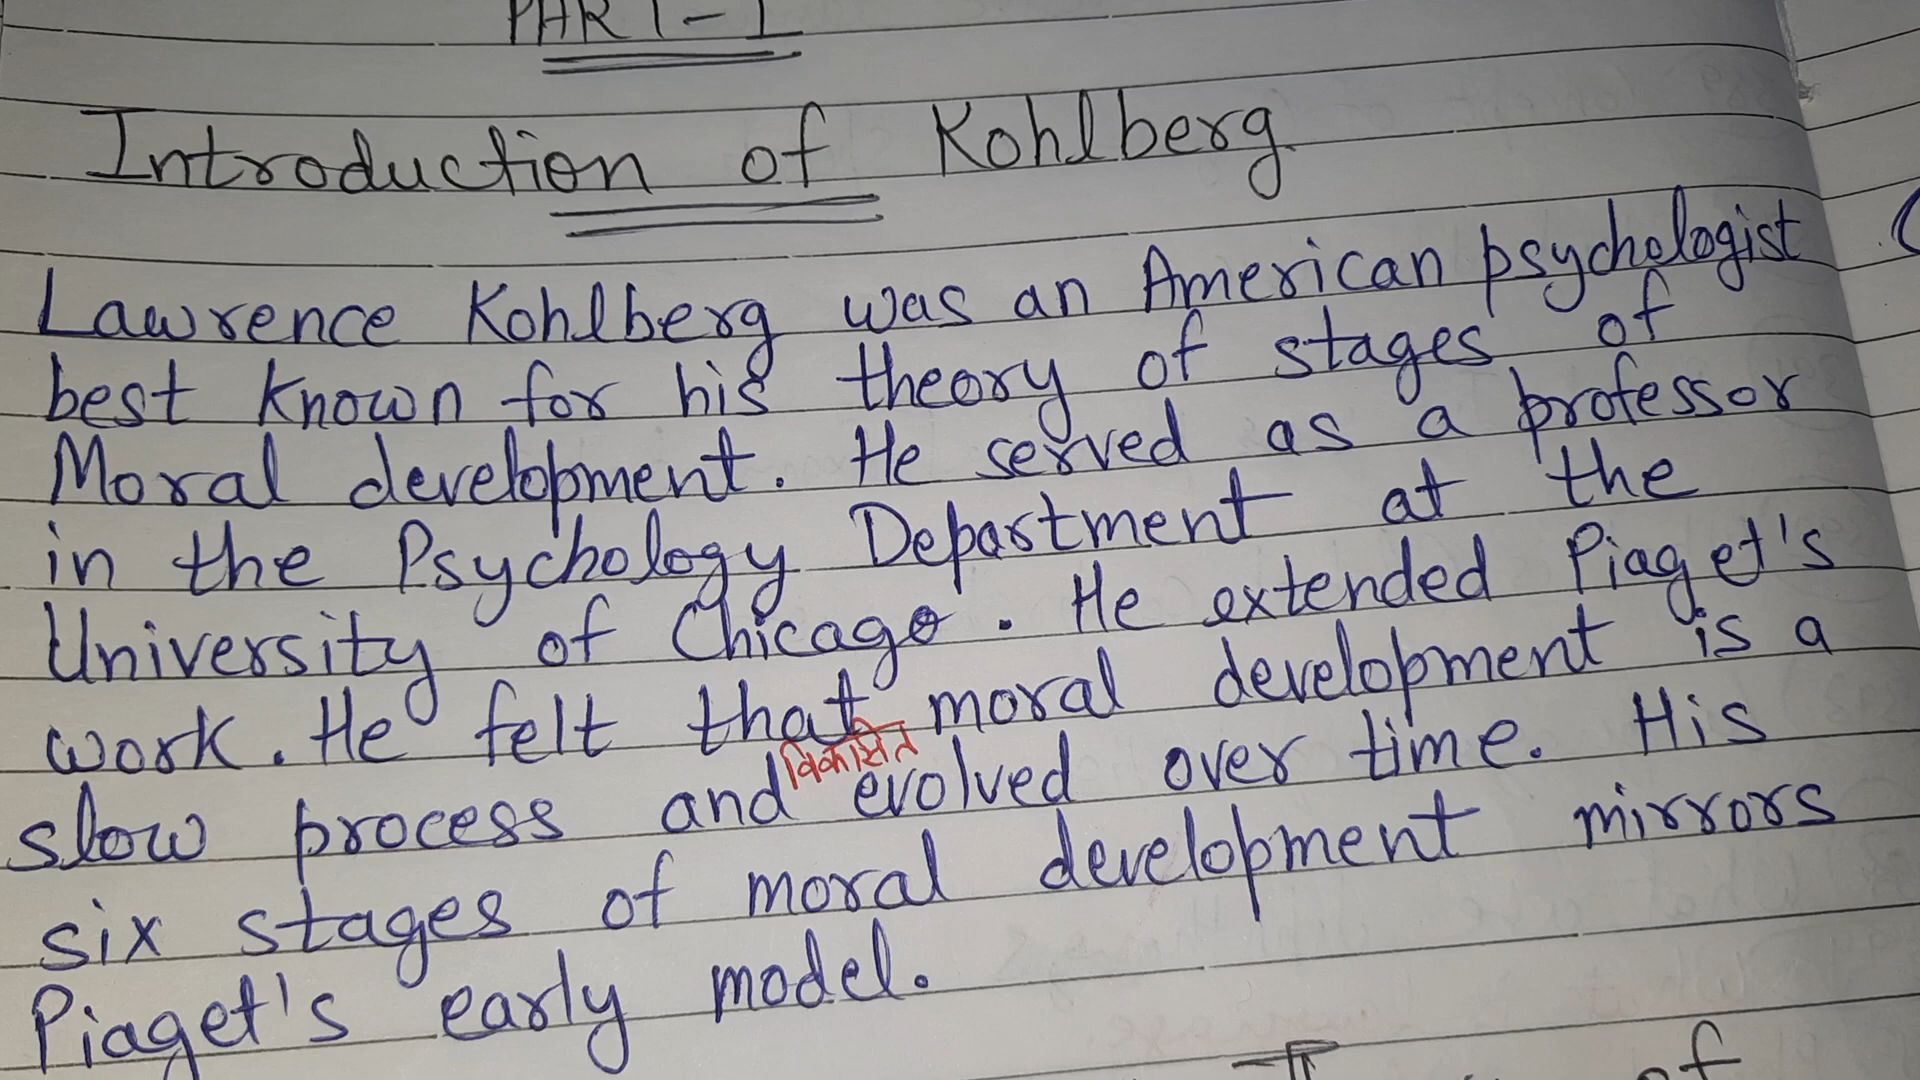 PART-1
Introduction of Kohlberg
Lawrence Kohlberg was an American psychologist
best known for his theory of stages of
Moral development. He served as a professor
in the Psychology Department at the
University of Chicago. He extended Piaget's
work. He felt that moral development is a
विकसित
slow process and evolved over time. His
six stages of moral development mirrors
Piaget's early model.
of